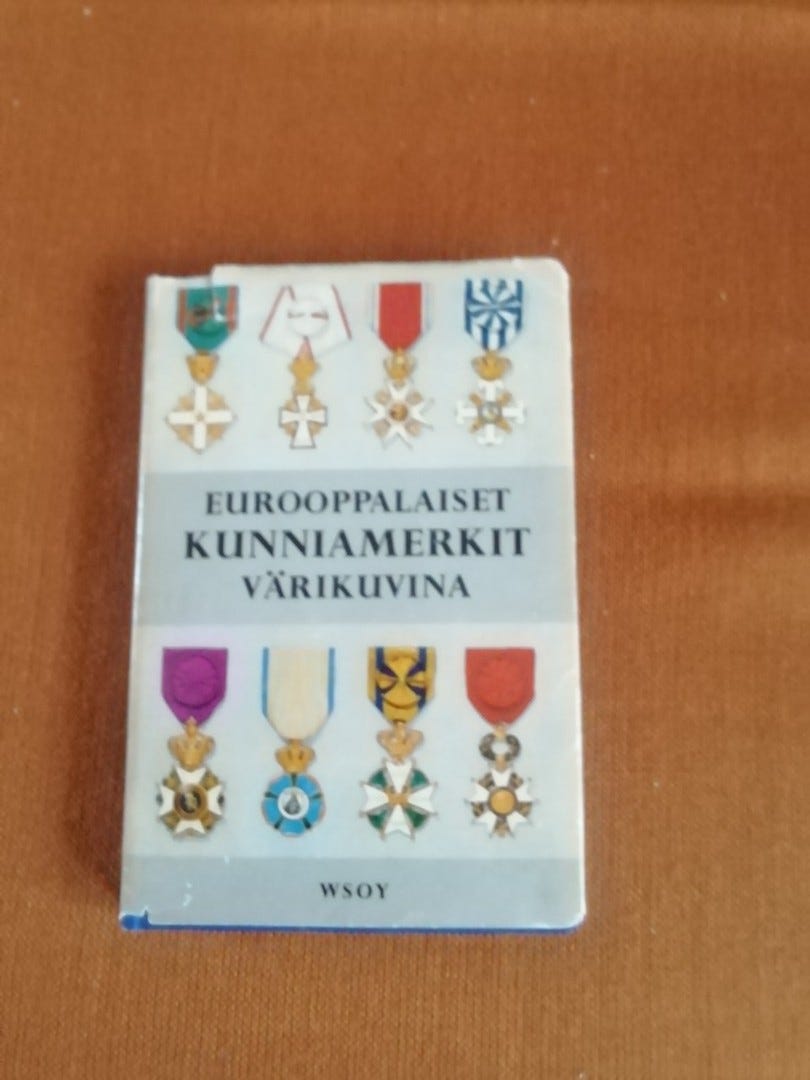 EUROOPPALAISET
KUNNIAMERKIT
VÄRIKUVINA
WSOY